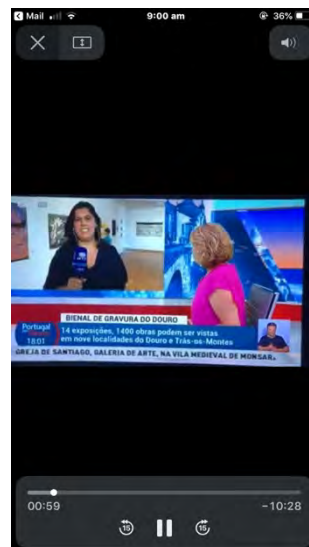 Mail
9:00 am
36%
BIENAL DE GRAVURA DO DOURO
Portugal
14 exposições, 1400 obras podem ser vistas
em nove localidades do Douro e Trás-os-Montes
18:01
GREJA DE SANTIAGO, GALERIA DE ARTE, NA VILA MEDIEVAL DE MONSAR
00:59
-10:28
15
15